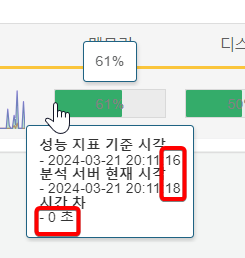 메모리
디스
61%
61%
성능 지표 기준 시각
- 2024-03-21 20:11:16
분석 서버 현재 시각
- 2024-03-21 20:11:18
시간 차
- 0 초